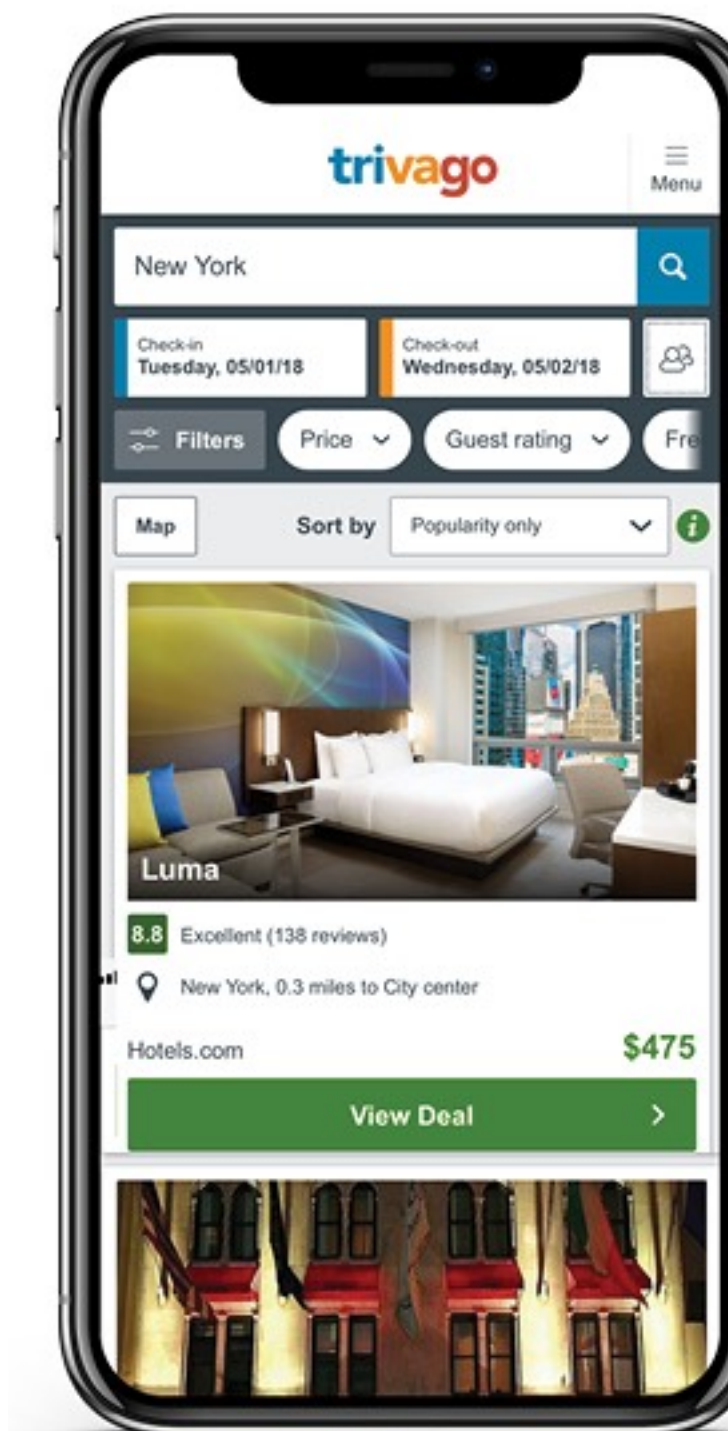 trivago
Menu
New York
Check-in
Tuesday, 05/01/18
Check-out
Wednesday, 05/02/18
Filters
Price
Guest rating
Fre
Map
Sort by
Popularity only
i
Luma
8.8 Excellent (138 reviews)
New York, 0.3 miles to City center
Hotels.com
$475
View Deal